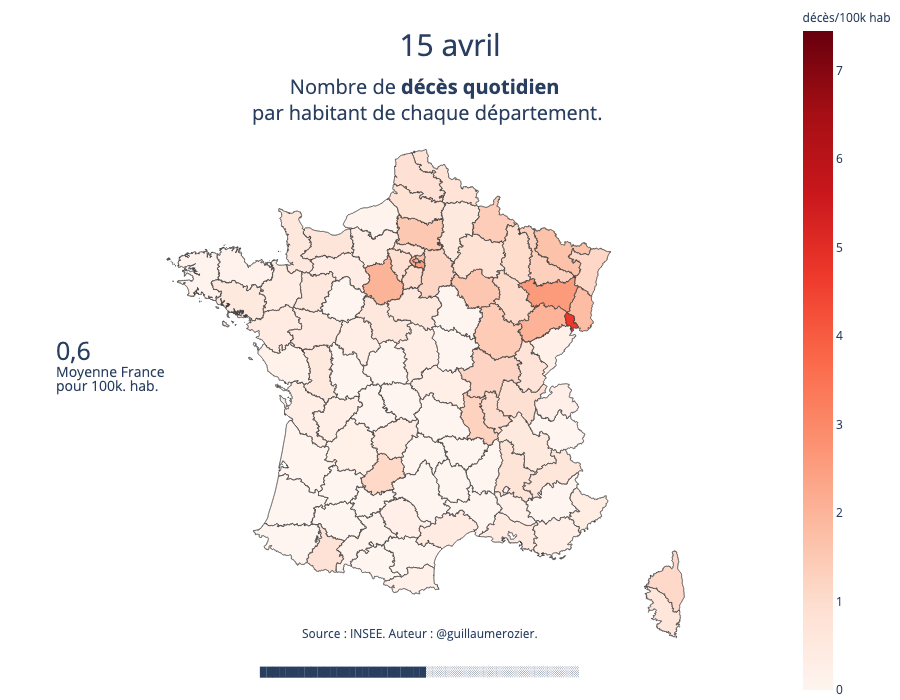 décès/100k hab
15 avril
Nombre de décès quotidien
par habitant de chaque département.
7
6
5
4
3
2
1
0
0,6
Moyenne France
pour 100k. hab.
Source : INSEE. Auteur : @guillaumerozier.